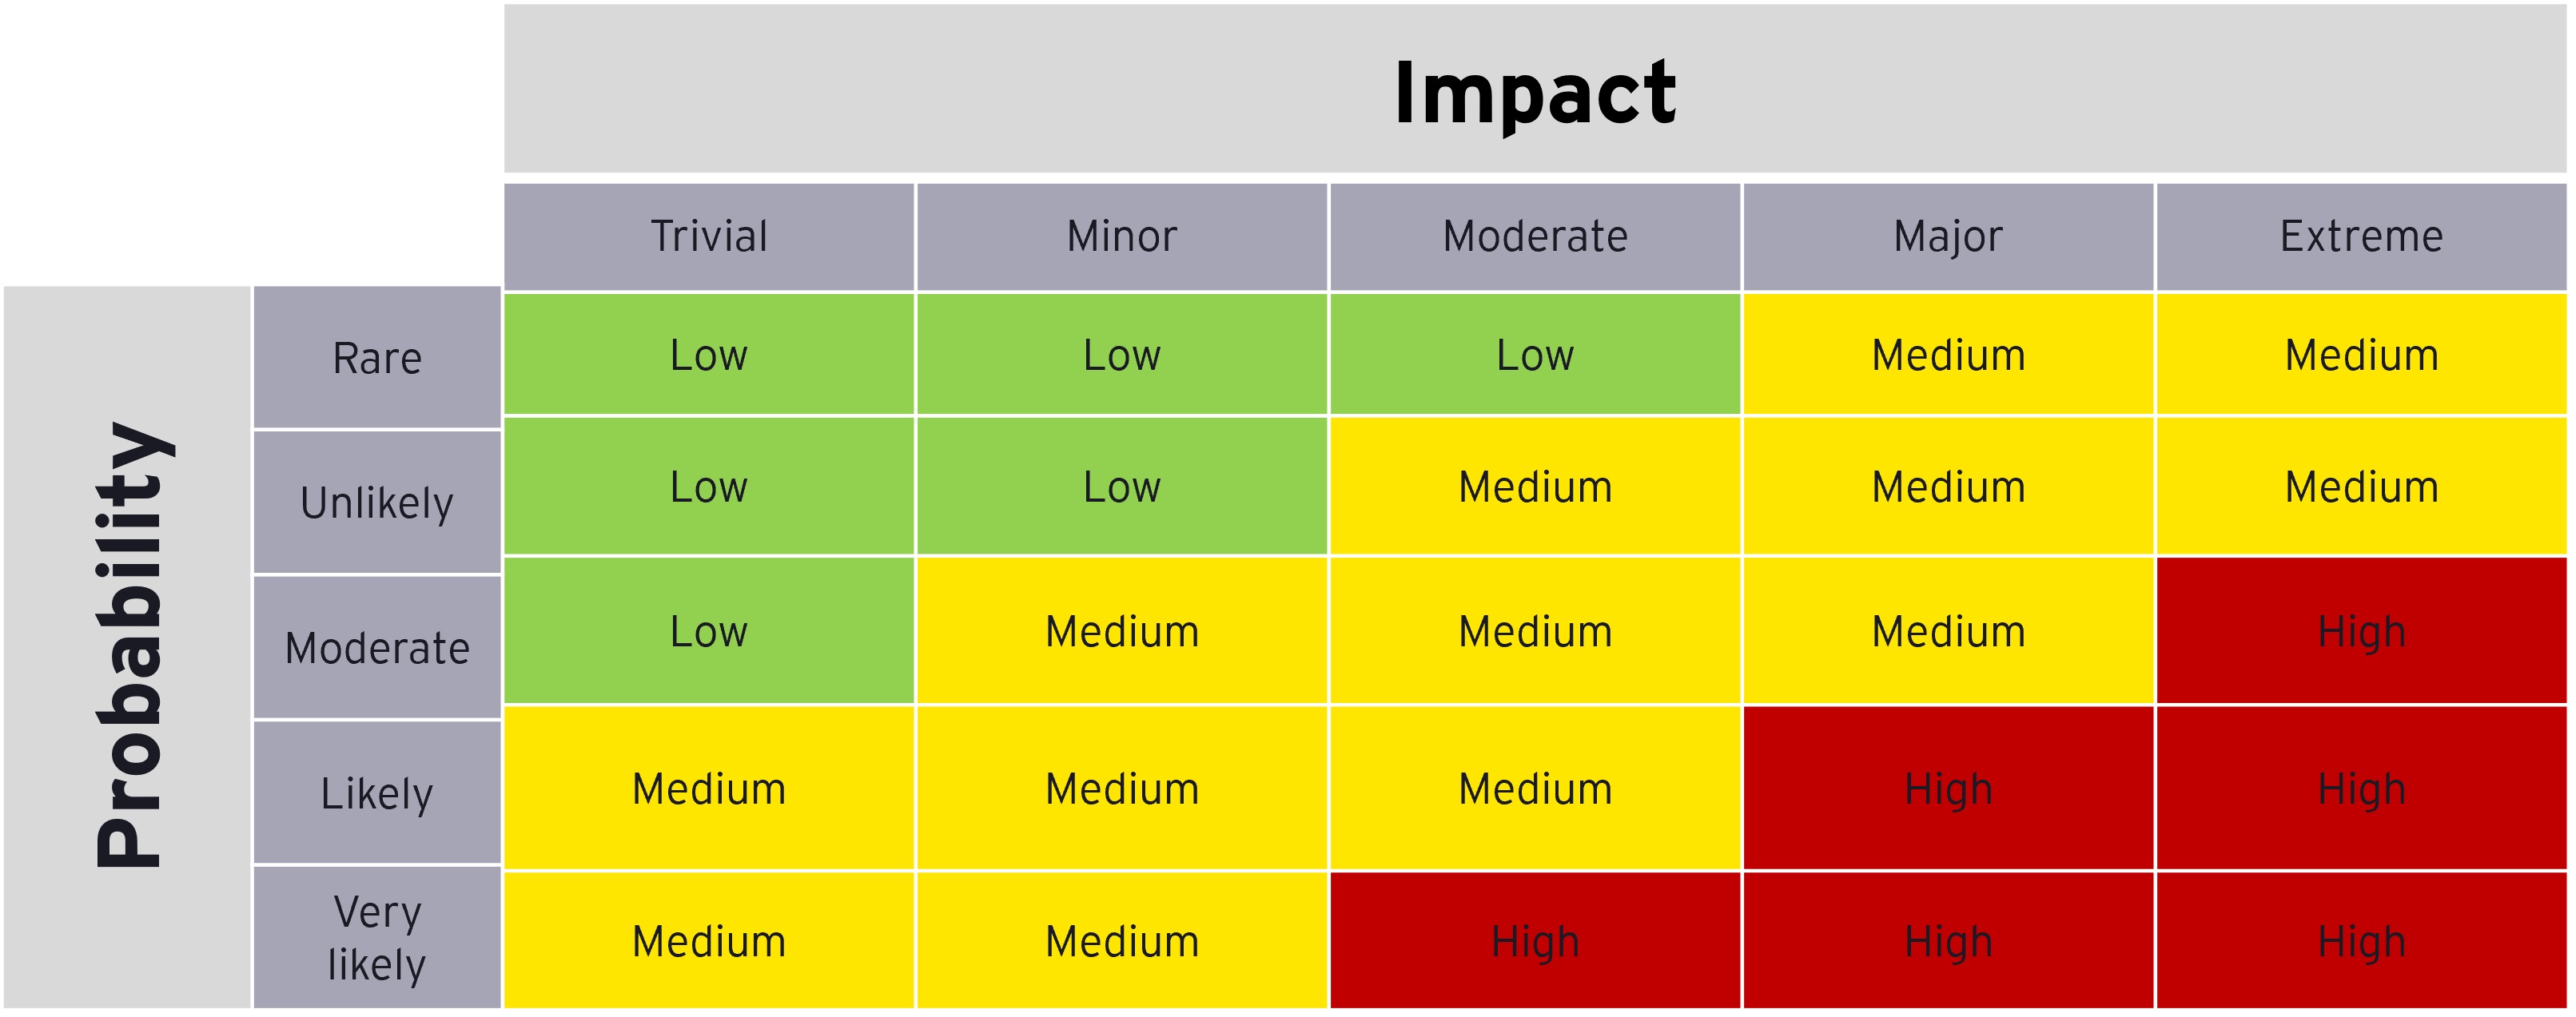 Impact
Trivial Minor Moderate Major Extreme
Probability
Rare Low Low Low Medium Medium
Unlikely Low Low Medium Medium Medium
Moderate Low Medium Medium Medium High
Likely Medium Medium Medium High High
Very
likely Medium Medium High High High